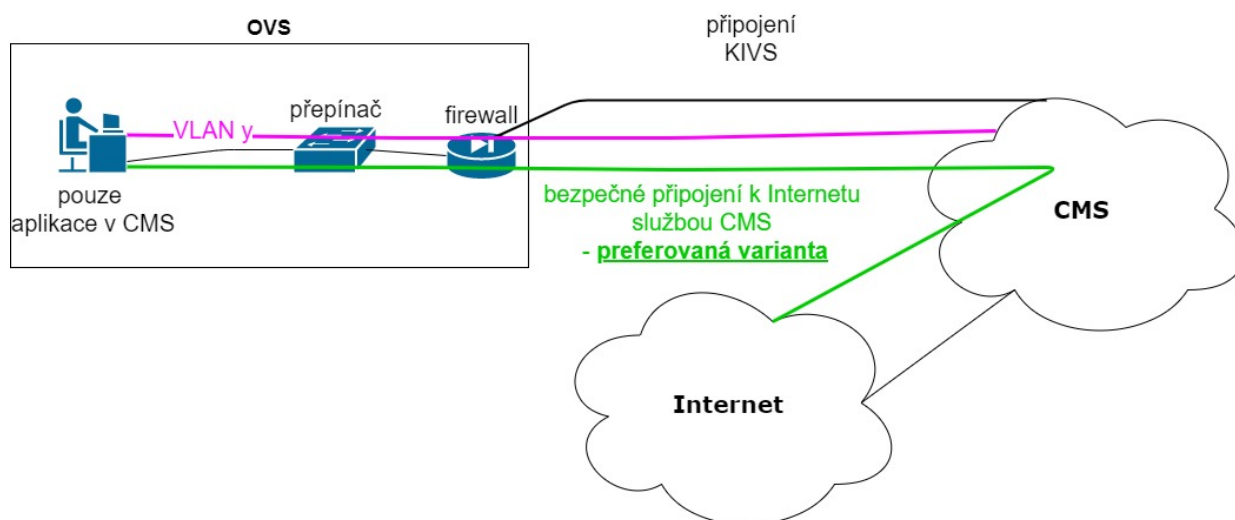 OVS
připojení
KIVS
přepínač
firewall
VLAN y
pouze
aplikace v CMS
bezpečné připojení k Internetu
službou CMS
- preferovaná varianta
CMS
Internet